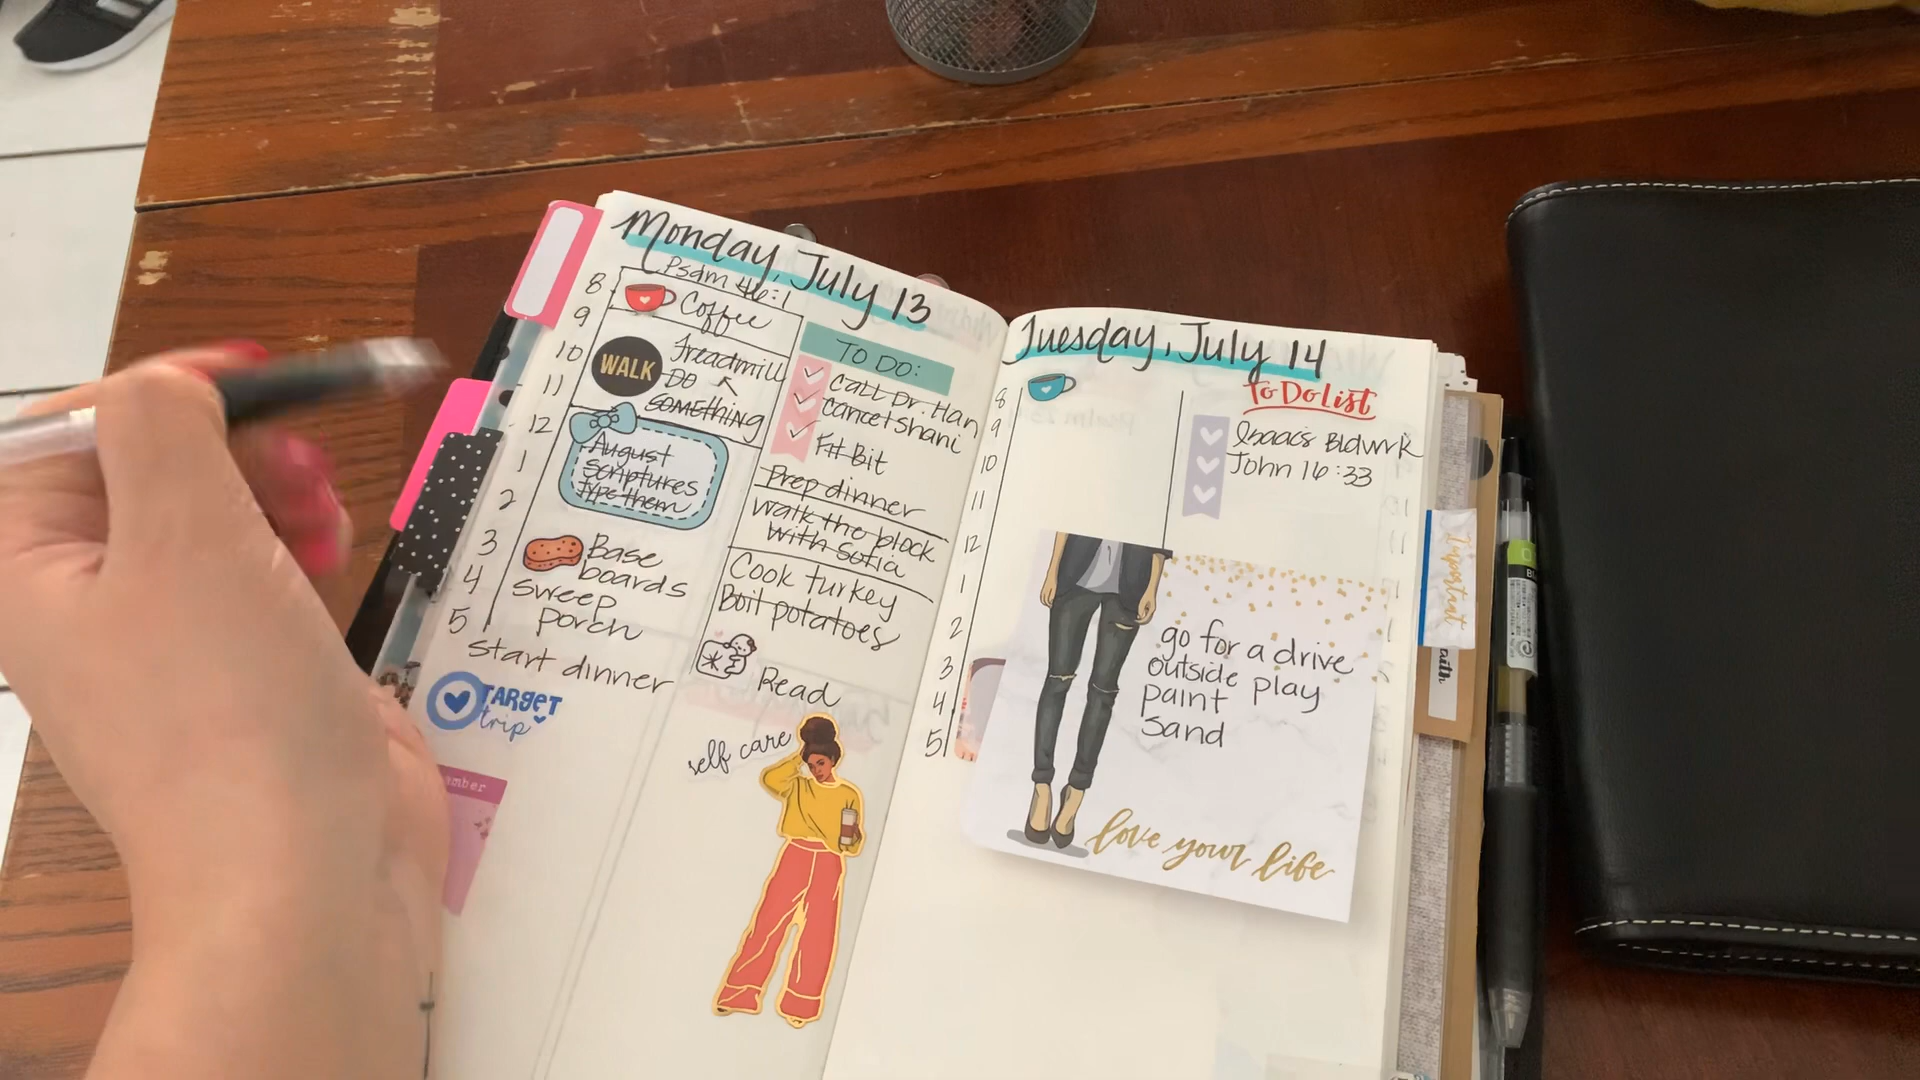 Monday, July 13
Psalm 46:1
8
Coffee
9
10
WALK
Treadmill
DO
SOMETHING
11
12
August
Scriptures
Type them
1
2
3
Base
boards
4
sweep
porch
5
start dinner
TARGET
trip
ember
TO DO:
Call Dr. Han
Cancel Shani
Fit Bit
Prep dinner
Walk the block
with Sofia
Cook turkey
Boil potatoes
Read
self care
Tuesday, July 14
8
9
10
11
12
1
2
3
4
5
To Do List
Isaac's Bldwrk
John 16:33
go for a drive
outside play
paint
sand
love your life
Important
aith